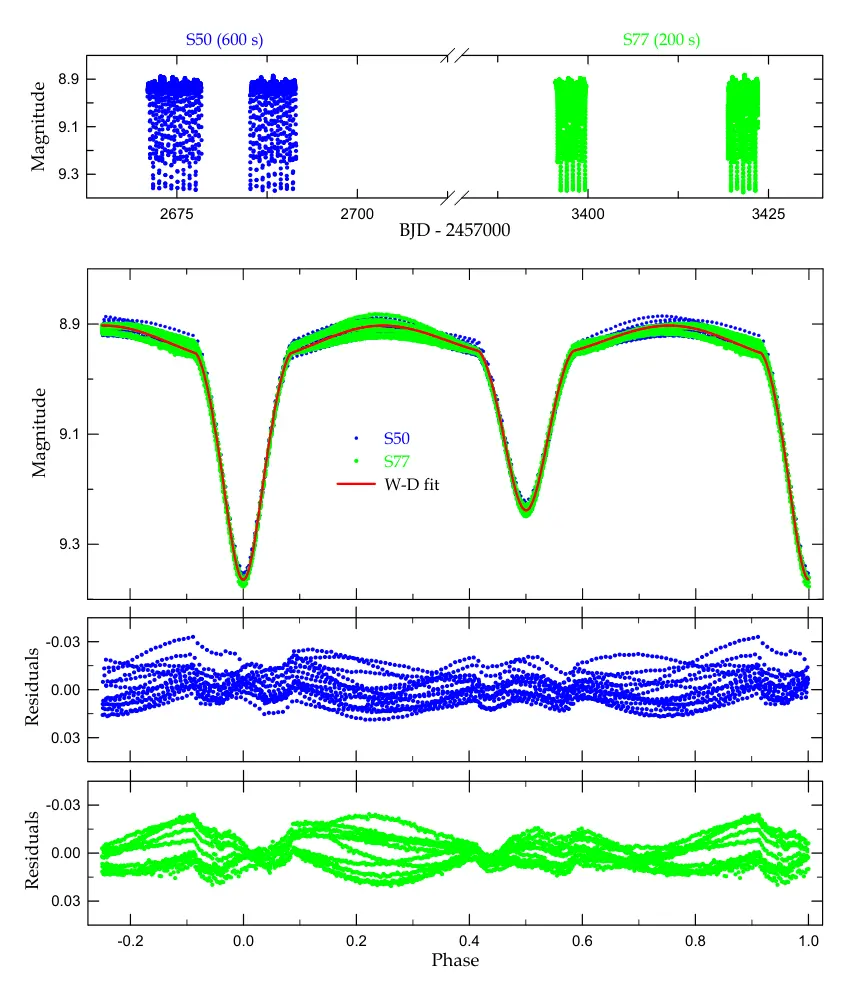 S50 (600 s) S77 (200 s)
Magnitude
8.9
9.1
9.3
2675 2700 3400 3425
BJD - 2457000
Magnitude
8.9
9.1
9.3
S50
S77
W-D fit
Residuals
-0.03
0.00
0.03
Residuals
-0.03
0.00
0.03
-0.2 0.0 0.2 0.4 0.6 0.8 1.0
Phase